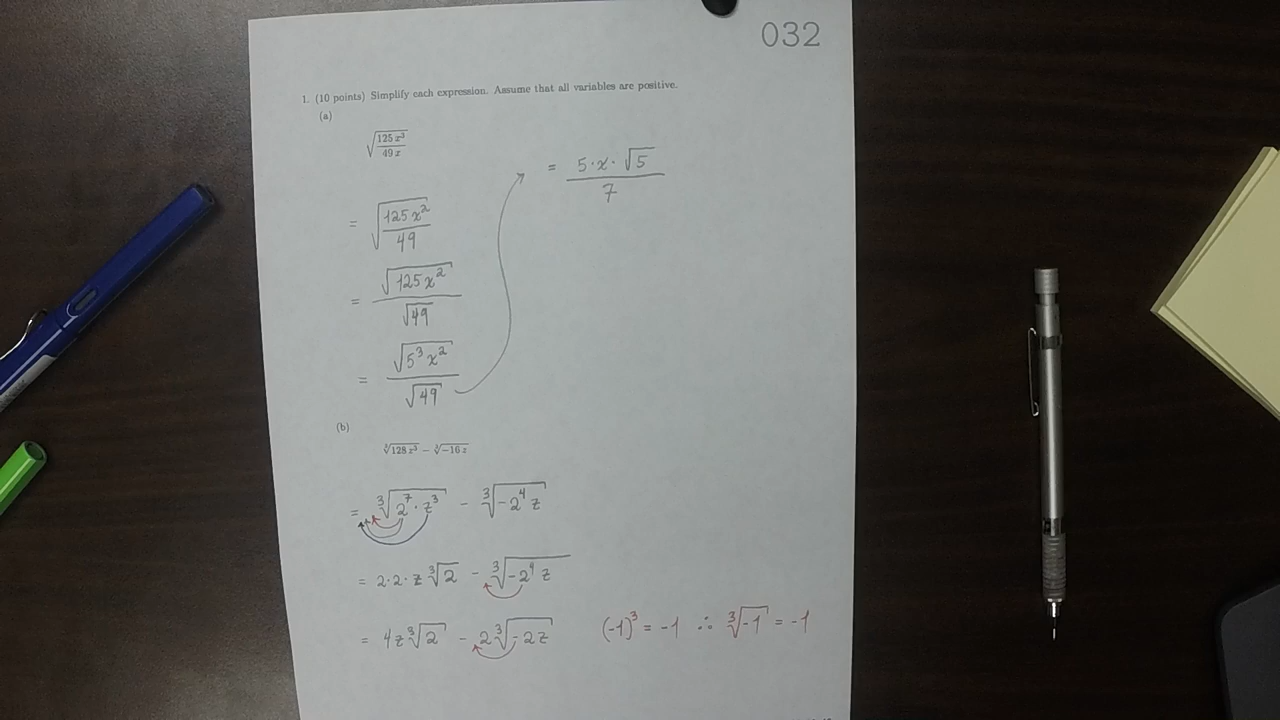 032
1. (10 points) Simplify each expression. Assume that all variables are positive.
(a)
√(125x³/49x)
= √(125x²/49)
= √(125x²)/√49
= √(5³x²)/√49
= 5·x·√5/7
(b)
∛(128z³) − ∛(−16z)
= ∛(2⁷·z³) − ∛(−2⁴z)
= 2·2·z∛2 − ∛(−2⁴z)
= 4z∛2 − 2∛(−2z)
(-1)³ = -1 ∴ ∛(-1) = -1